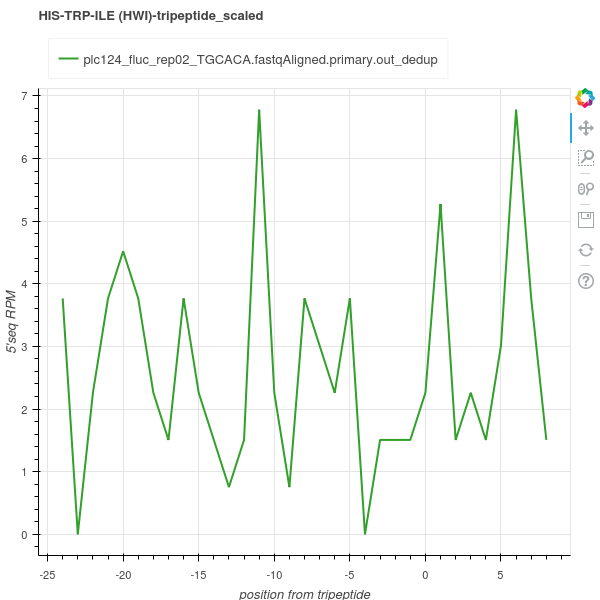 HIS-TRP-ILE (HWI)-tripeptide_scaled
plc124_fluc_rep02_TGCACA.fastqAligned.primary.out_dedup
7
6
5
4
3
2
1
0
5'seq RPM
-25 -20 -15 -10 -5 0 5
position from tripeptide